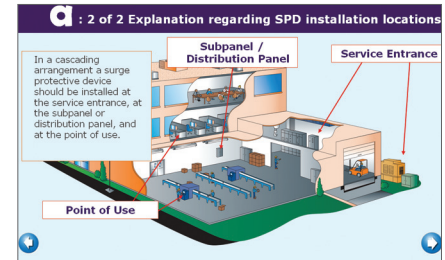 a : 2 of 2 Explanation regarding SPD installation locations
Subpanel /
Distribution Panel
Service Entrance
In a cascading
arrangement a surge
protective device
should be installed at
the service entrance, at
the subpanel or
distribution panel, and
at the point of use.
Point of Use